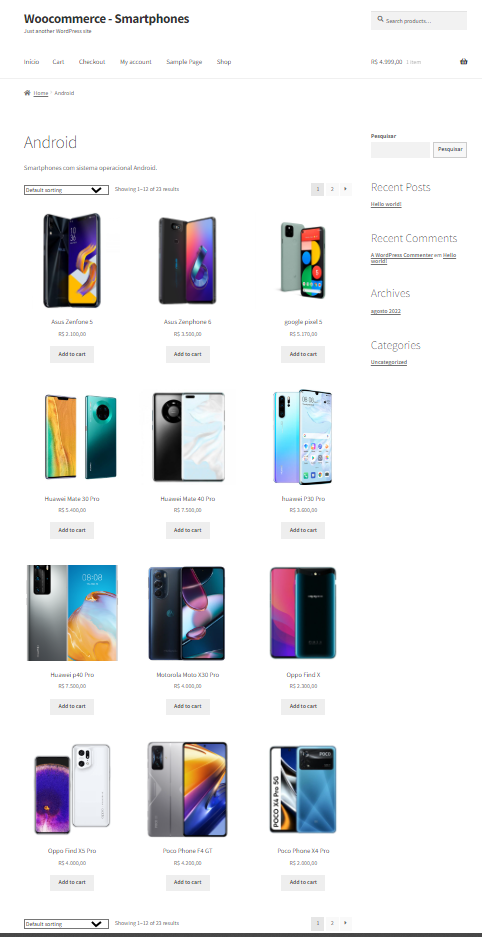 Woocommerce - Smartphones
Just another WordPress site
Search products...
Início Cart Checkout My account Sample Page Shop
R$ 4.999,00 1 item
Home Android
Android
Smartphones com sistema operacional Android.
Default sorting Showing 1–12 of 23 results 1 2
Asus Zenfone 5 Asus Zenphone 6 google pixel 5
R$ 2.100,00 R$ 3.500,00 R$ 5.170,00
Add to cart Add to cart Add to cart
Huawei Mate 30 Pro Huawei Mate 40 Pro huawei P30 Pro
R$ 5.400,00 R$ 7.500,00 R$ 3.600,00
Add to cart Add to cart Add to cart
08:08
Huawei p40 Pro Motorola Moto X30 Pro Oppo Find X
R$ 7.500,00 R$ 4.000,00 R$ 2.300,00
Add to cart Add to cart Add to cart
POCO X4 Pro 5G
Oppo Find X5 Pro Poco Phone F4 GT Poco Phone X4 Pro
R$ 4.000,00 R$ 4.200,00 R$ 2.000,00
Add to cart Add to cart Add to cart
Default sorting Showing 1–12 of 23 results 1 2
Pesquisar
Pesquisar
Recent Posts
Hello world!
Recent Comments
A WordPress Commenter em Hello
world!
Archives
agosto 2022
Categories
Uncategorized